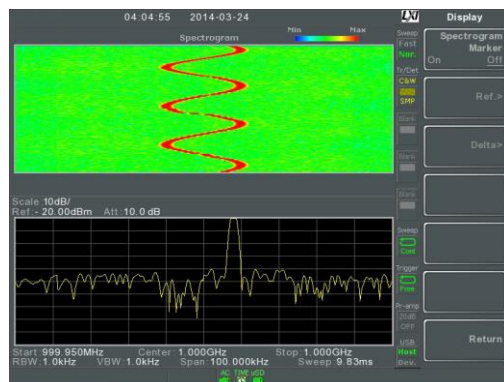 04:04:55 2014-03-24
LXI
Display
Spectrogram
Min Max
Sweep
Fast
Nor.
Tr/Det
C&W
SMP
Blank
Blank
Blank
Sweep
Cont
Trigger
Free
Pr-amp
20dB
OFF
USB
Host
Dev.
Spectrogram
Marker
On Off
Ref.>
Delta>
Return
Scale:10dB/
Ref:- 20.00dBm Att:10.0 dB
Start:999.950MHz Center:1.000GHz Stop:1.000GHz
RBW:1.0kHz VBW:1.0kHz Span:100.000kHz Sweep:9.83ms
AC TIME uSD